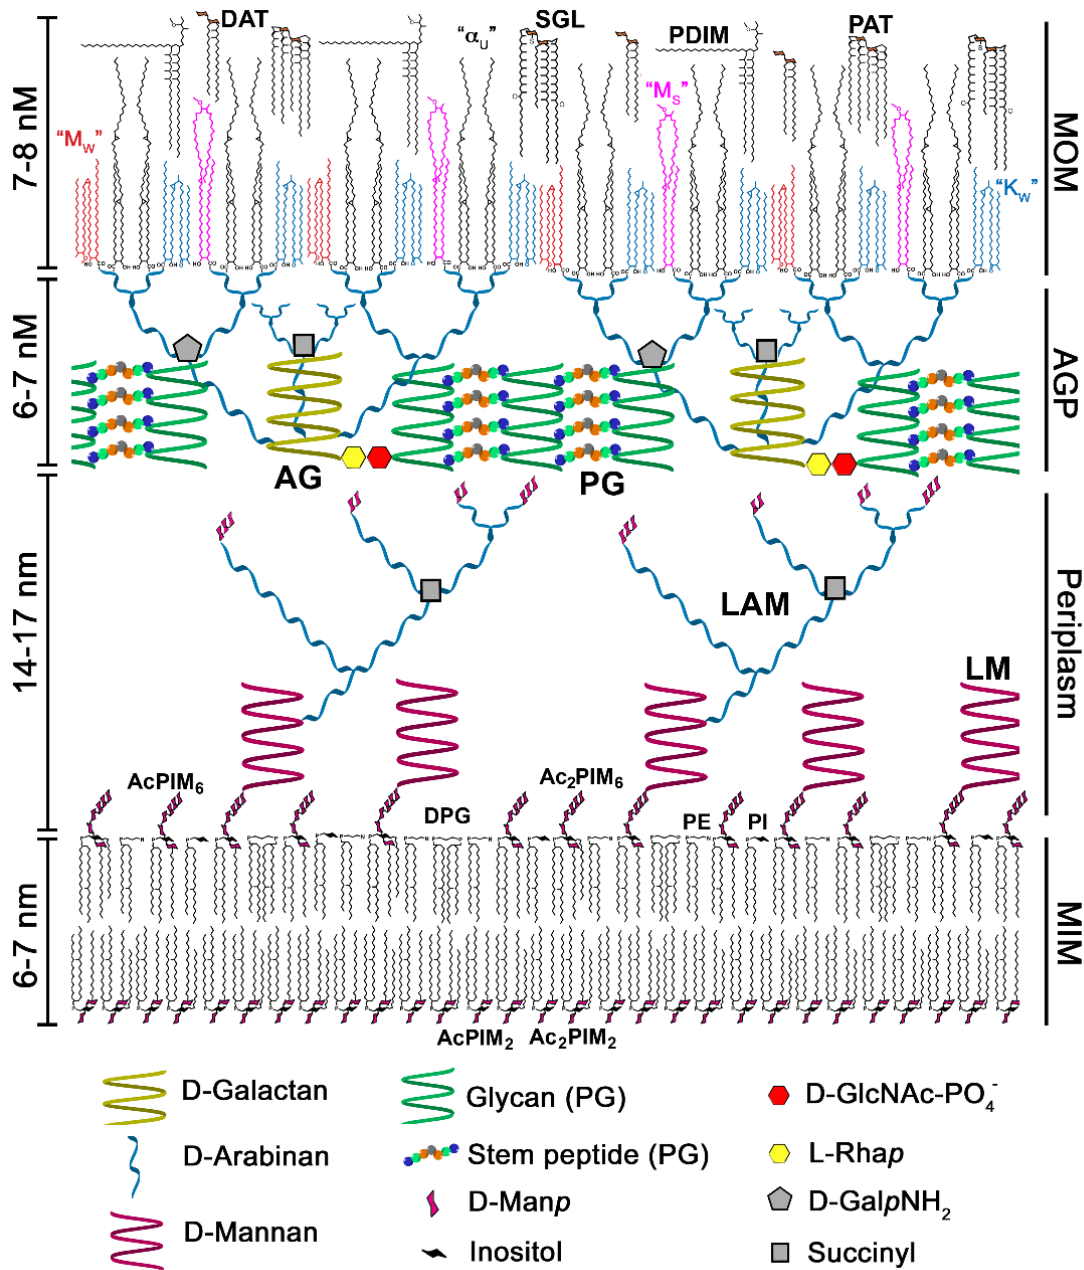 DAT
SGL
PAT
"αU"
PDIM
"MS"
"MW"
"KW"
7-8 nM
MOM
6-7 nM
AGP
AG
PG
14-17 nm
Periplasm
LAM
LM
AcPIM6
Ac2PIM6
DPG
PE
PI
6-7 nm
MIM
AcPIM2
Ac2PIM2
D-Galactan
Glycan (PG)
D-GlcNAc-PO4-
D-Arabinan
Stem peptide (PG)
L-Rhap
D-Manp
D-GalpNH2
D-Mannan
Inositol
Succinyl